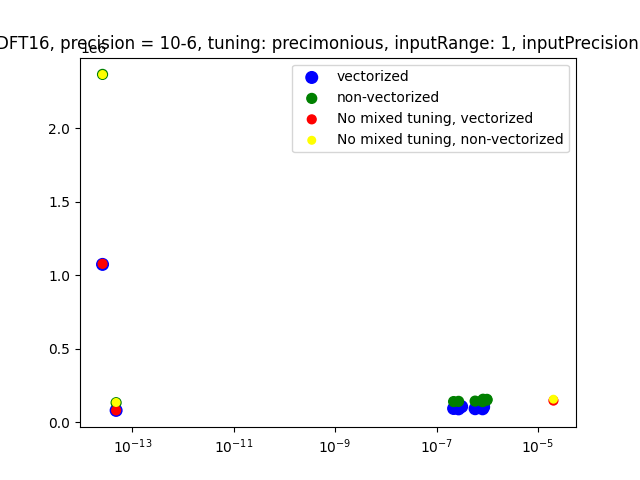 DFT16, precision = 10-6, tuning: precimonious, inputRange: 1, inputPrecision
1e6
vectorized
non-vectorized
No mixed tuning, vectorized
No mixed tuning, non-vectorized
2.0
1.5
1.0
0.5
0.0
10⁻¹³ 10⁻¹¹ 10⁻⁹ 10⁻⁷ 10⁻⁵